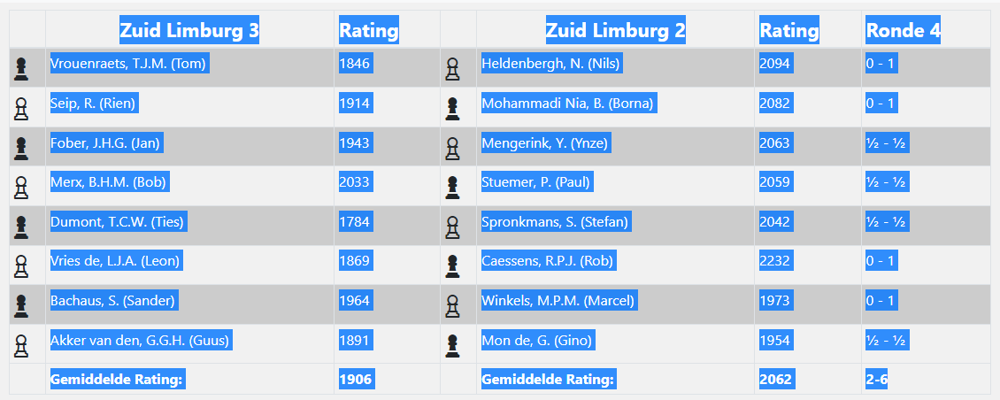 Zuid Limburg 3 Rating Zuid Limburg 2 Rating Ronde 4
Vrouenraets, T.J.M. (Tom) 1846 Heldenbergh, N. (Nils) 2094 0 - 1
Seip, R. (Rien) 1914 Mohammadi Nia, B. (Borna) 2082 0 - 1
Fober, J.H.G. (Jan) 1943 Mengerink, Y. (Ynze) 2063 ½ - ½
Merx, B.H.M. (Bob) 2033 Stuemer, P. (Paul) 2059 ½ - ½
Dumont, T.C.W. (Ties) 1784 Spronkmans, S. (Stefan) 2042 ½ - ½
Vries de, L.J.A. (Leon) 1869 Caessens, R.P.J. (Rob) 2232 0 - 1
Bachaus, S. (Sander) 1964 Winkels, M.P.M. (Marcel) 1973 0 - 1
Akker van den, G.G.H. (Guus) 1891 Mon de, G. (Gino) 1954 ½ - ½
Gemiddelde Rating: 1906 Gemiddelde Rating: 2062 2-6